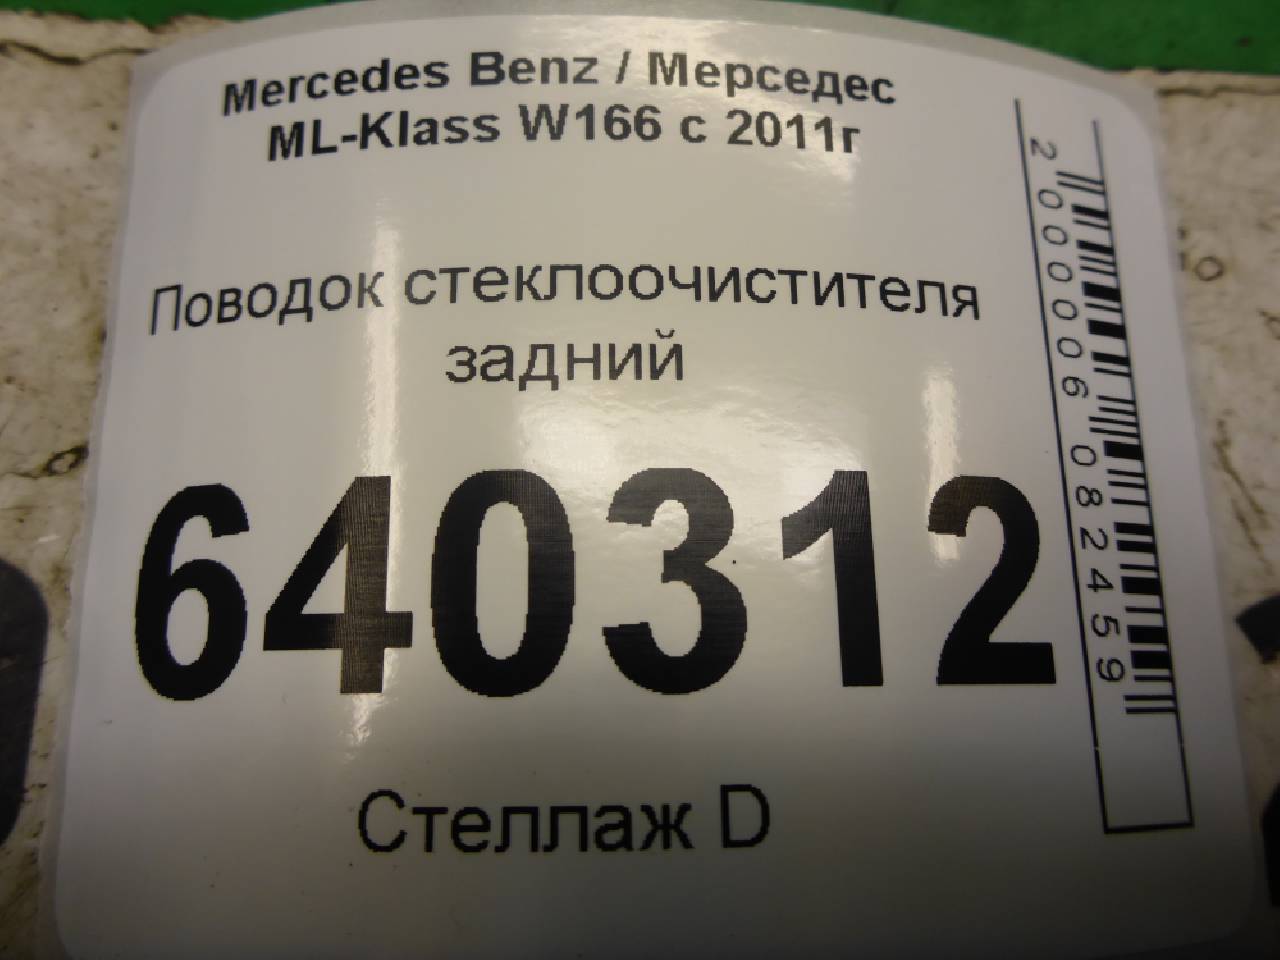 Mercedes Benz / Мерседес
ML-Klass W166 с 2011г
Поводок стеклоочистителя
задний
640312
Стеллаж D
2000006082459